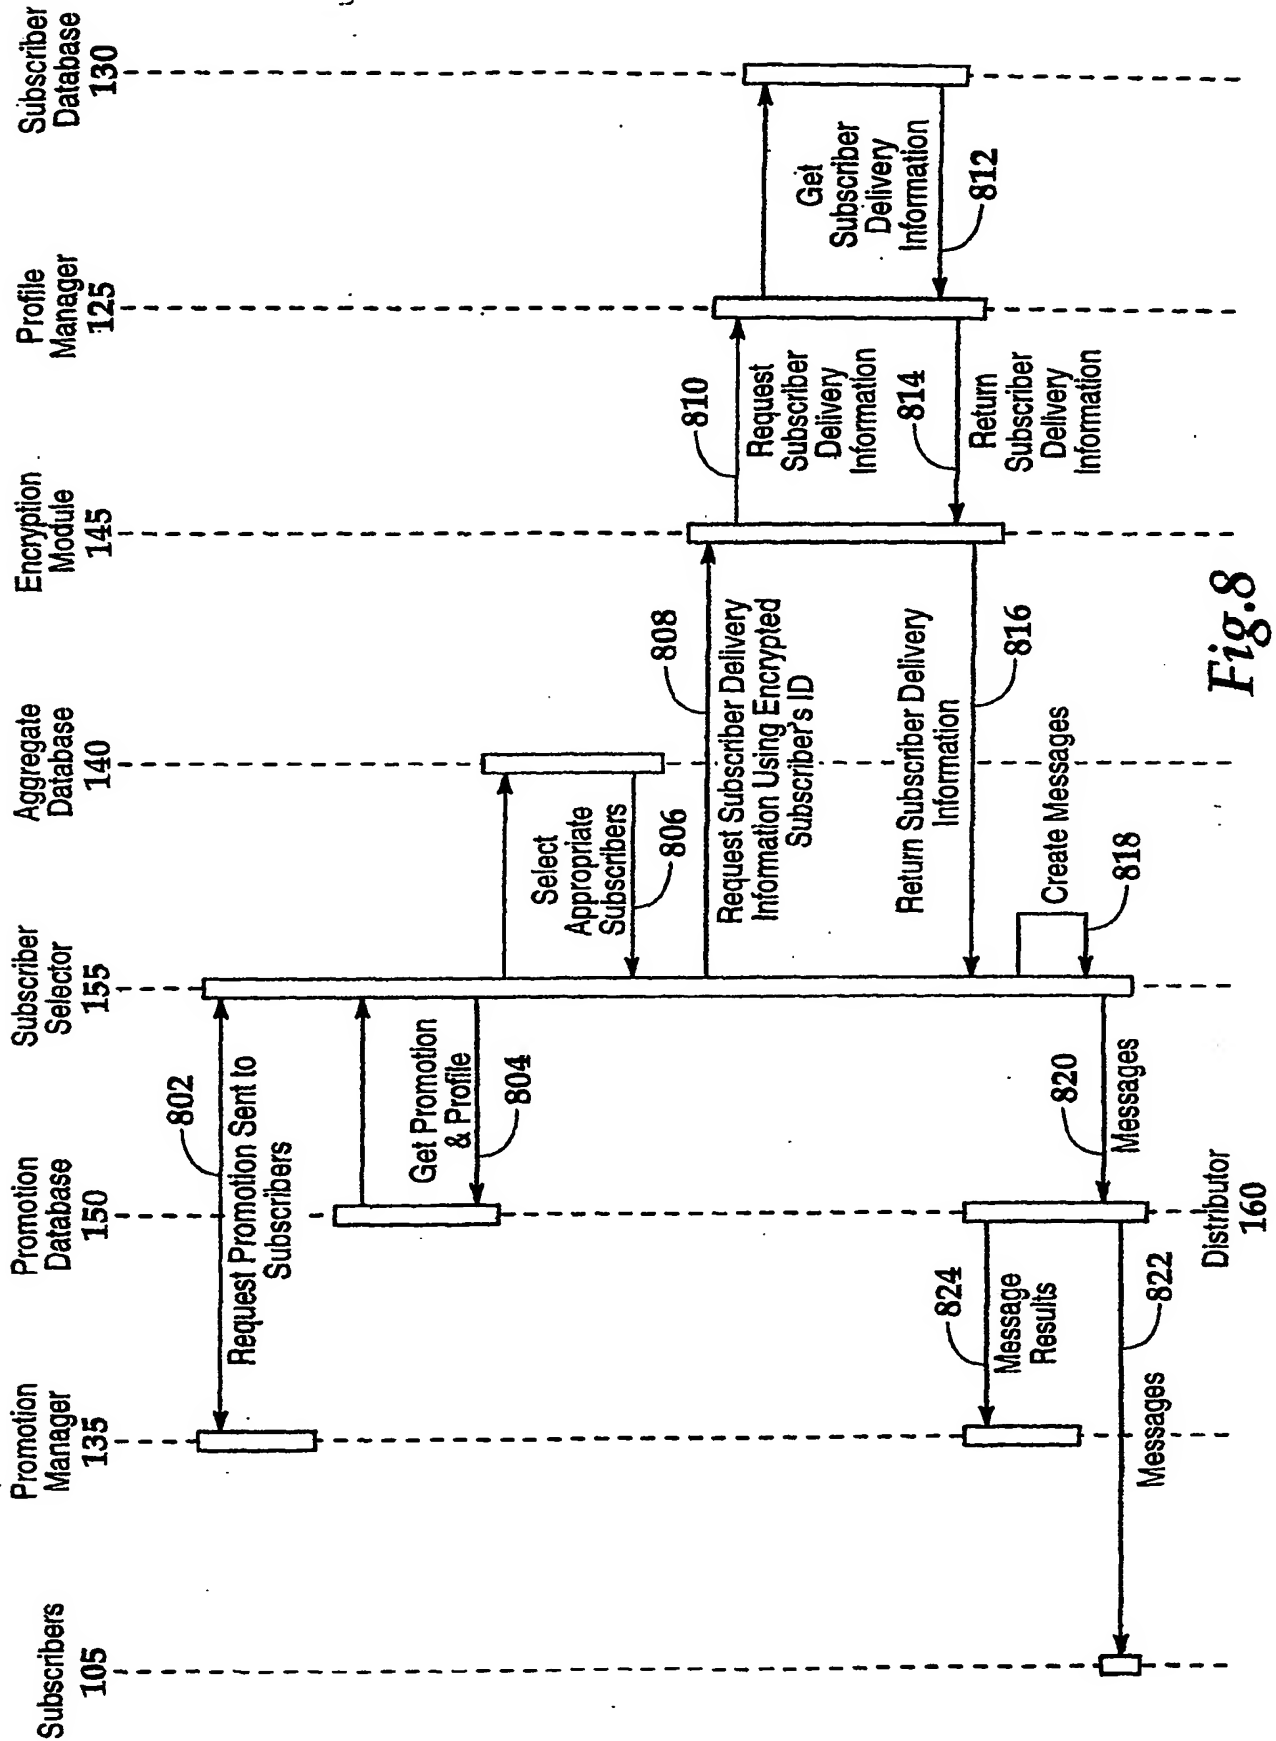 Subscribers
105
Promotion
Manager
135
Promotion
Database
150
Subscriber
Selector
155
Aggregate
Database
140
Encryption
Module
145
Profile
Manager
125
Subscriber
Database
130
802
Request Promotion Sent to
Subscribers
Get Promotion
& Profile
804
Select
Appropriate
Subscribers
806
808
Request Subscriber Delivery
Information Using Encrypted
Subscriber's ID
810
Request
Subscriber
Delivery
Information
Get
Subscriber
Delivery
Information
812
814
Return
Subscriber
Delivery
Information
Return Subscriber Delivery
Information
816
Create Messages
818
820
Messages
824
Message
Results
822
Messages
Distributor
160
Fig.8